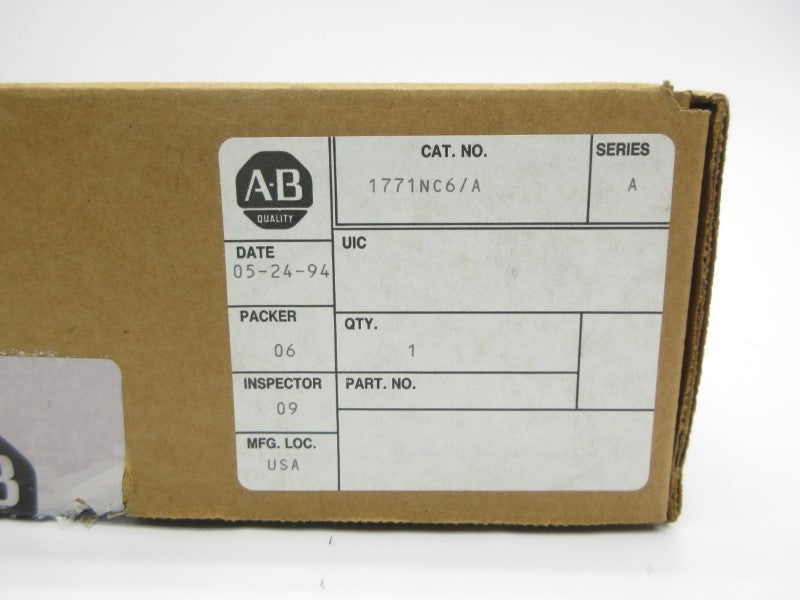 A-B
QUALITY
CAT. NO.
1771NC6/A
SERIES
A
DATE
05-24-94
UIC
PACKER
06
QTY.
1
INSPECTOR
09
PART. NO.
MFG. LOC.
USA
B